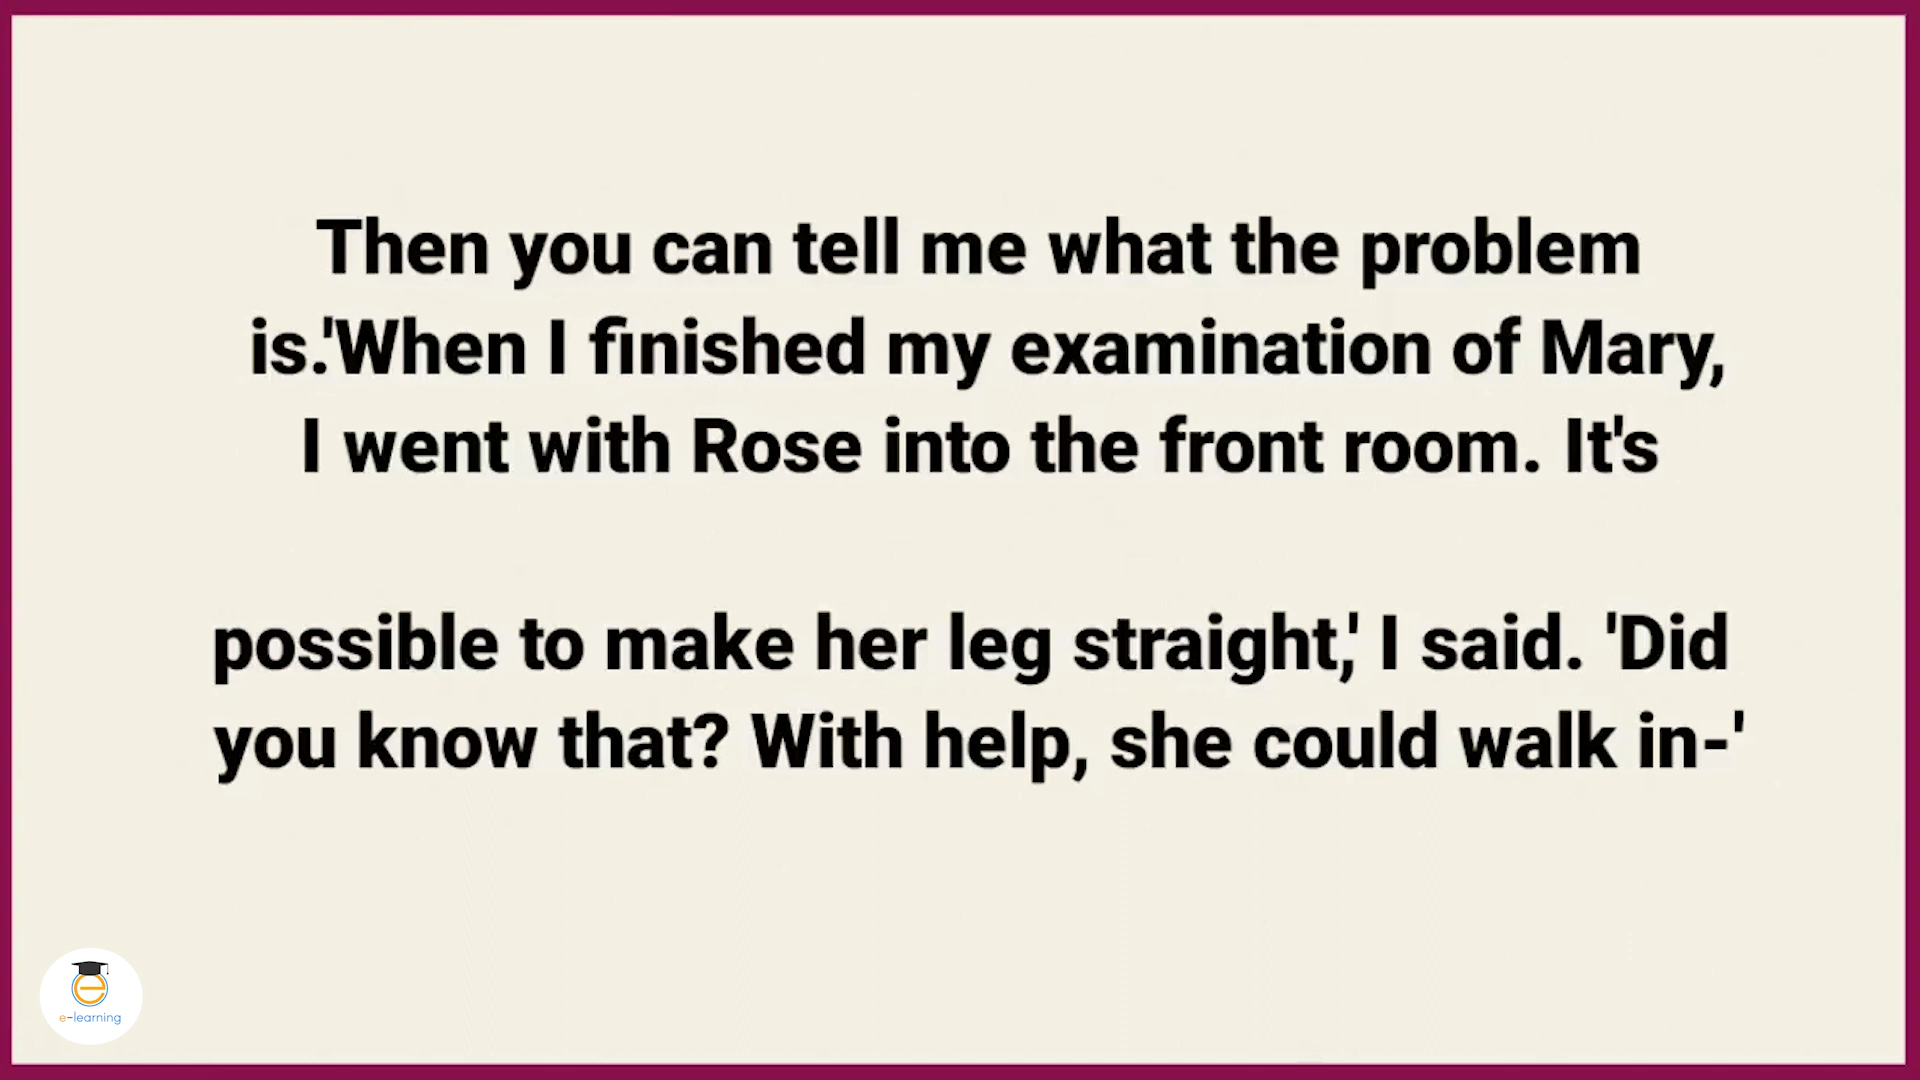 Then you can tell me what the problem
is.'When I finished my examination of Mary,
I went with Rose into the front room. It's
possible to make her leg straight,' I said. 'Did
you know that? With help, she could walk in-'
e
e-learning